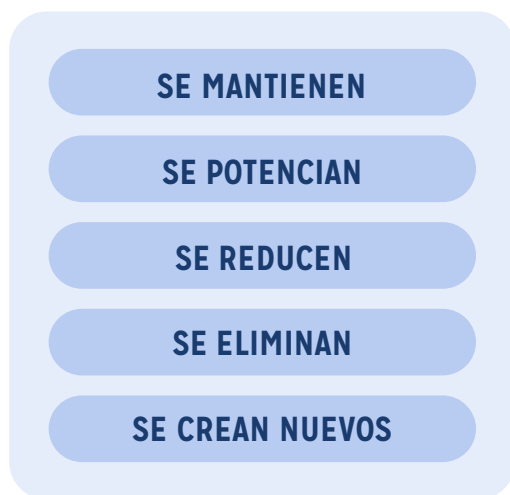 SE MANTIENEN
SE POTENCIAN
SE REDUCEN
SE ELIMINAN
SE CREAN NUEVOS